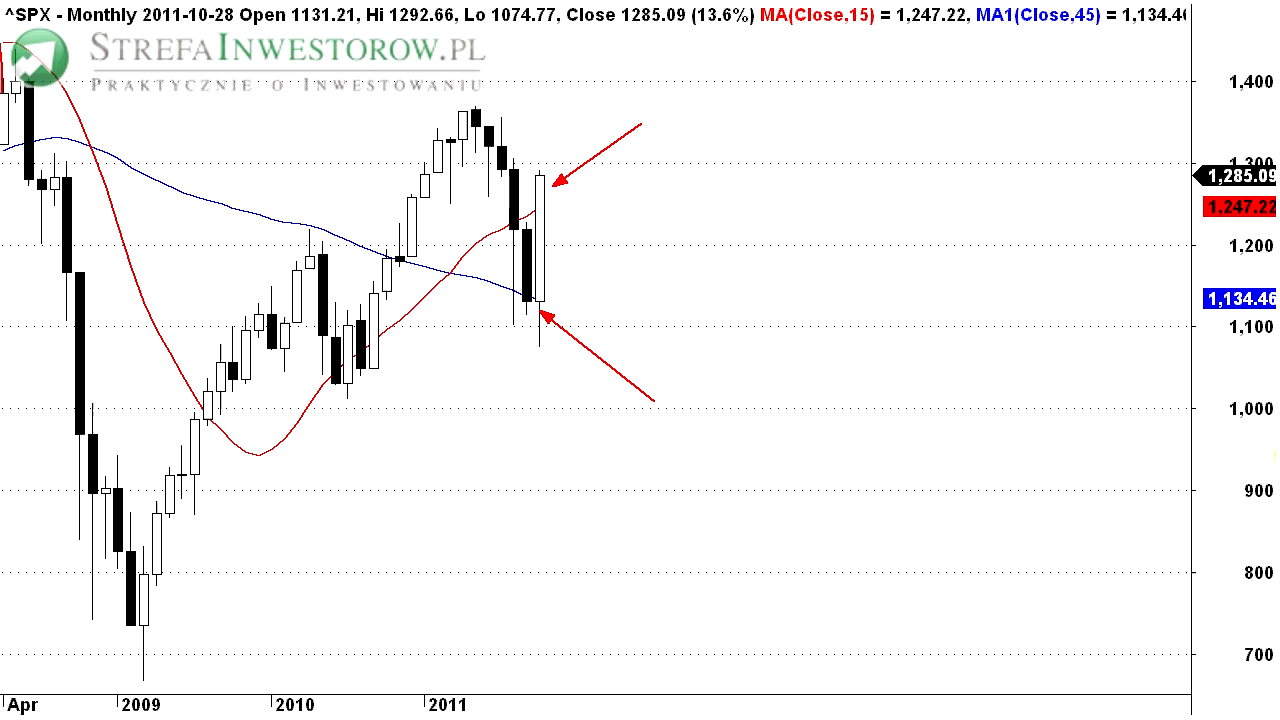 ^SPX - Monthly 2011-10-28 Open 1131.21, Hi 1292.66, Lo 1074.77, Close 1285.09 (13.6%) MA(Close,15) = 1,247.22, MA1(Close,45) = 1,134.46
STREFAINWESTOROW.PL
PRAKTYCZNIE O INWESTOWANIU
1,400
1,300
1,285.09
1,247.22
1,200
1,134.46
1,100
1,000
900
800
700
Apr 2009 2010 2011